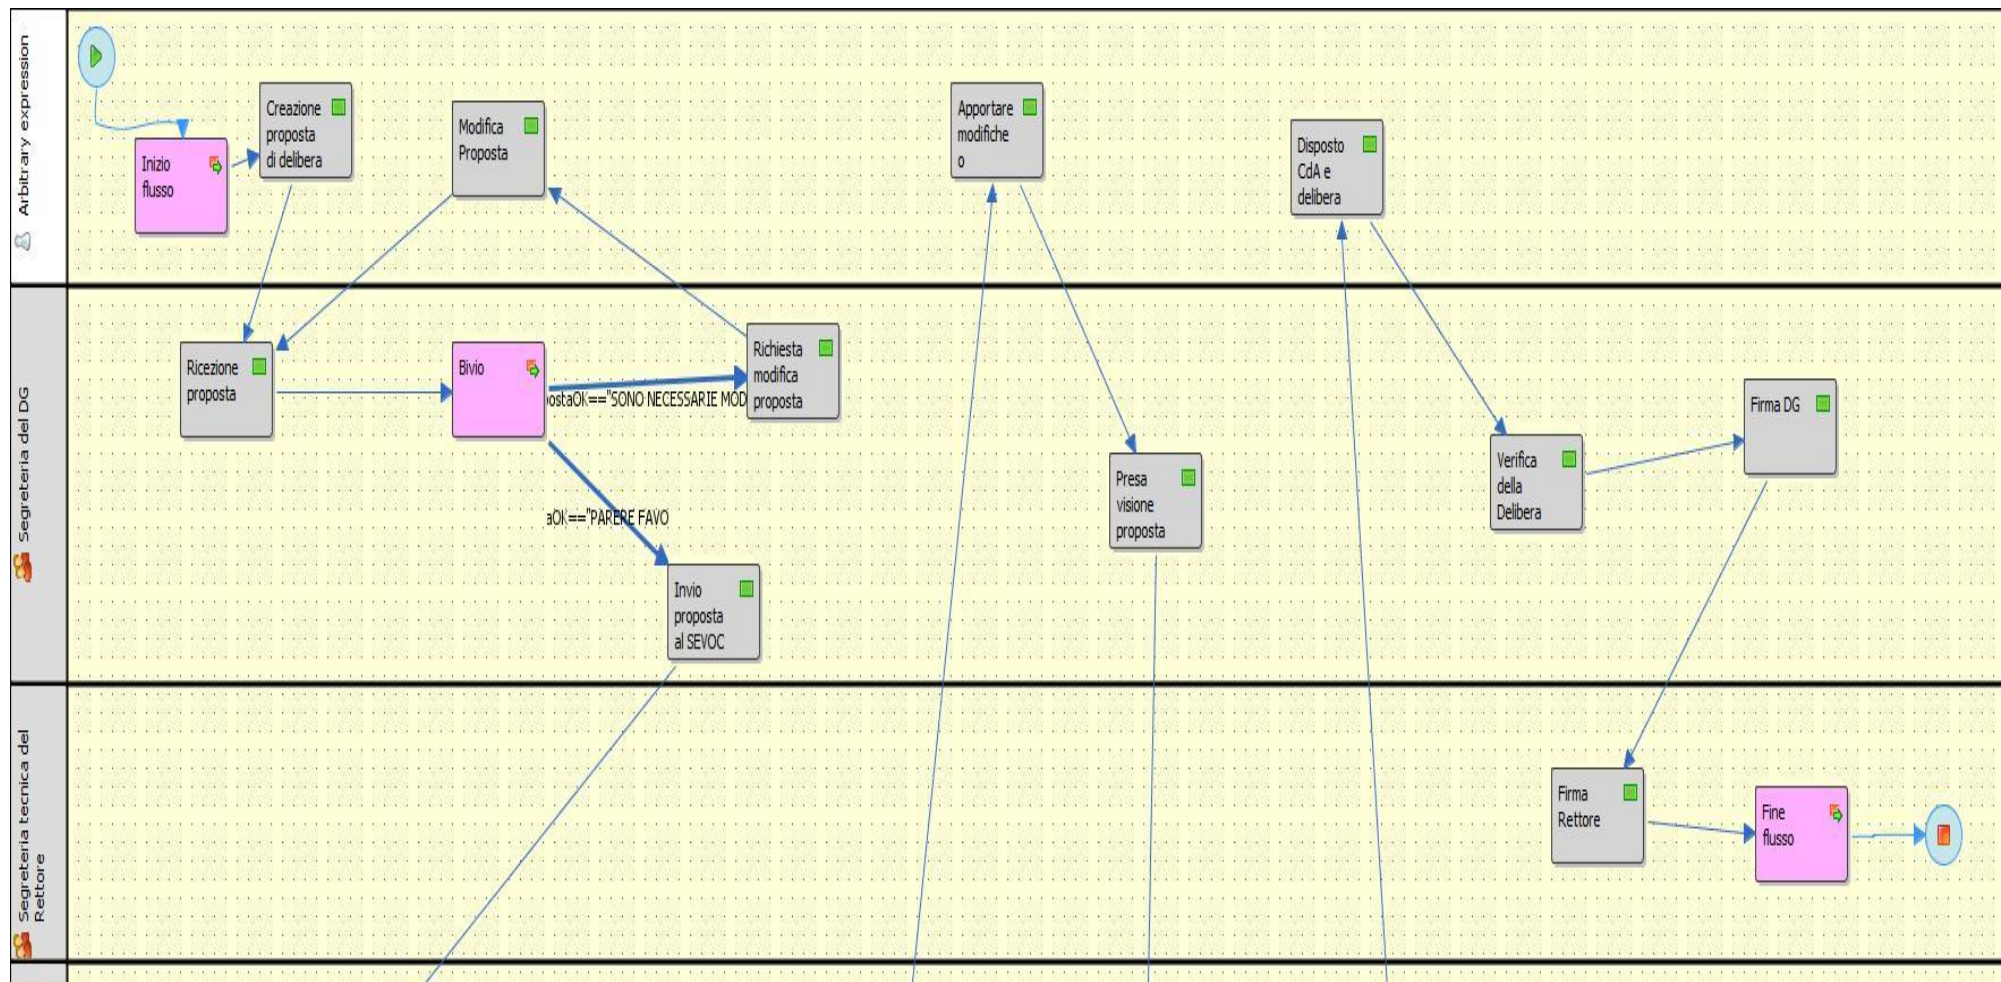 Arbitrary expression
Creazione
proposta
di delibera
Inizio
flusso
Modifica
Proposta
Apportare
modifiche
o
Disposto
CdA e
delibera
Segreteria del DG
Ricezione
proposta
Bivio
ostaOK=="SONO NECESSARIE MOD
Richiesta
modifica
proposta
aOK=="PARERE FAVO
Invio
proposta
al SEVOC
Presa
visione
proposta
Verifica
della
Delibera
Firma DG
Segreteria tecnica del
Rettore
Firma
Rettore
Fine
flusso